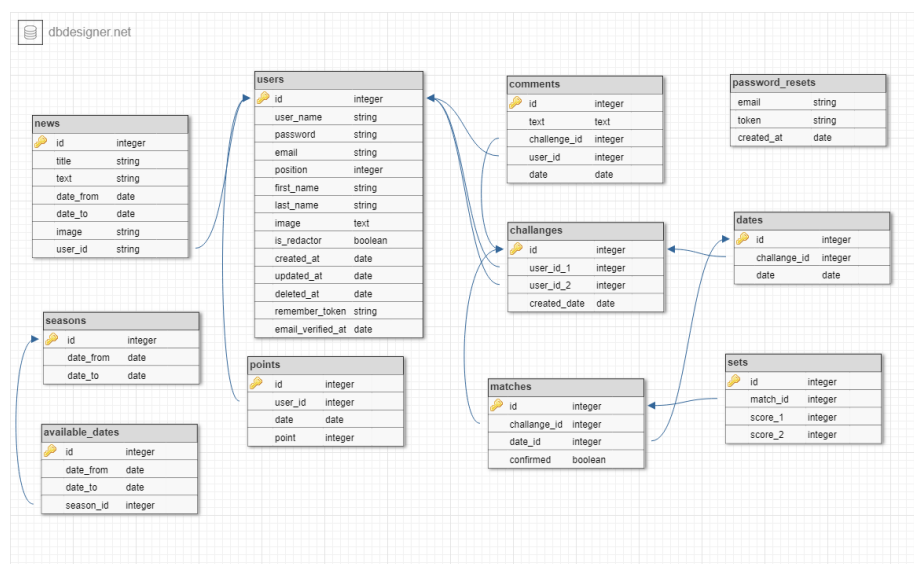 dbdesigner.net
users
id integer
user_name string
password string
email string
position integer
first_name string
last_name string
image text
is_redactor boolean
created_at date
updated_at date
deleted_at date
remember_token string
email_verified_at date
comments
id integer
text text
challenge_id integer
user_id integer
date date
password_resets
email string
token string
created_at date
news
id integer
title string
text string
date_from date
date_to date
image string
user_id string
challanges
id integer
user_id_1 integer
user_id_2 integer
created_date date
dates
id integer
challange_id integer
date date
seasons
id integer
date_from date
date_to date
points
id integer
user_id integer
date date
point integer
matches
id integer
challange_id integer
date_id integer
confirmed boolean
sets
id integer
match_id integer
score_1 integer
score_2 integer
available_dates
id integer
date_from date
date_to date
season_id integer